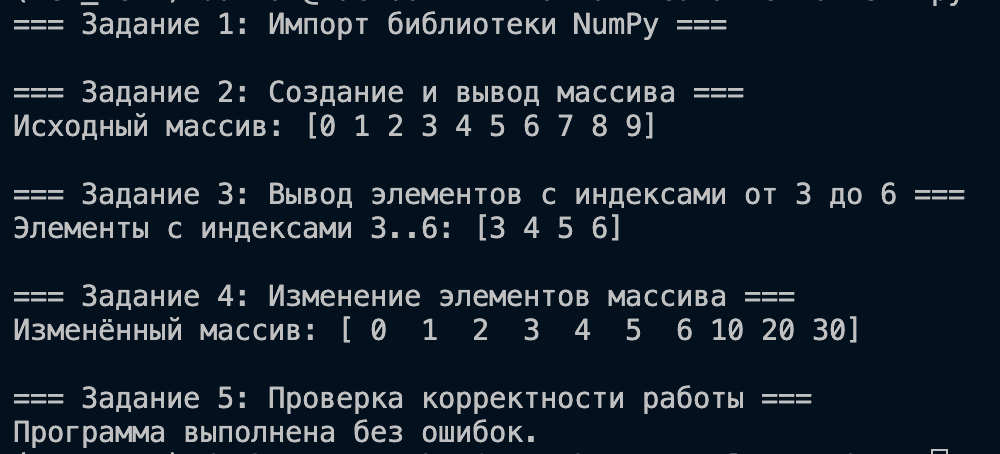 === Задание 1: Импорт библиотеки NumPy ===
=== Задание 2: Создание и вывод массива ===
Исходный массив: [0 1 2 3 4 5 6 7 8 9]
=== Задание 3: Вывод элементов с индексами от 3 до 6 ===
Элементы с индексами 3..6: [3 4 5 6]
=== Задание 4: Изменение элементов массива ===
Изменённый массив: [ 0  1  2  3  4  5  6 10 20 30]
=== Задание 5: Проверка корректности работы ===
Программа выполнена без ошибок.